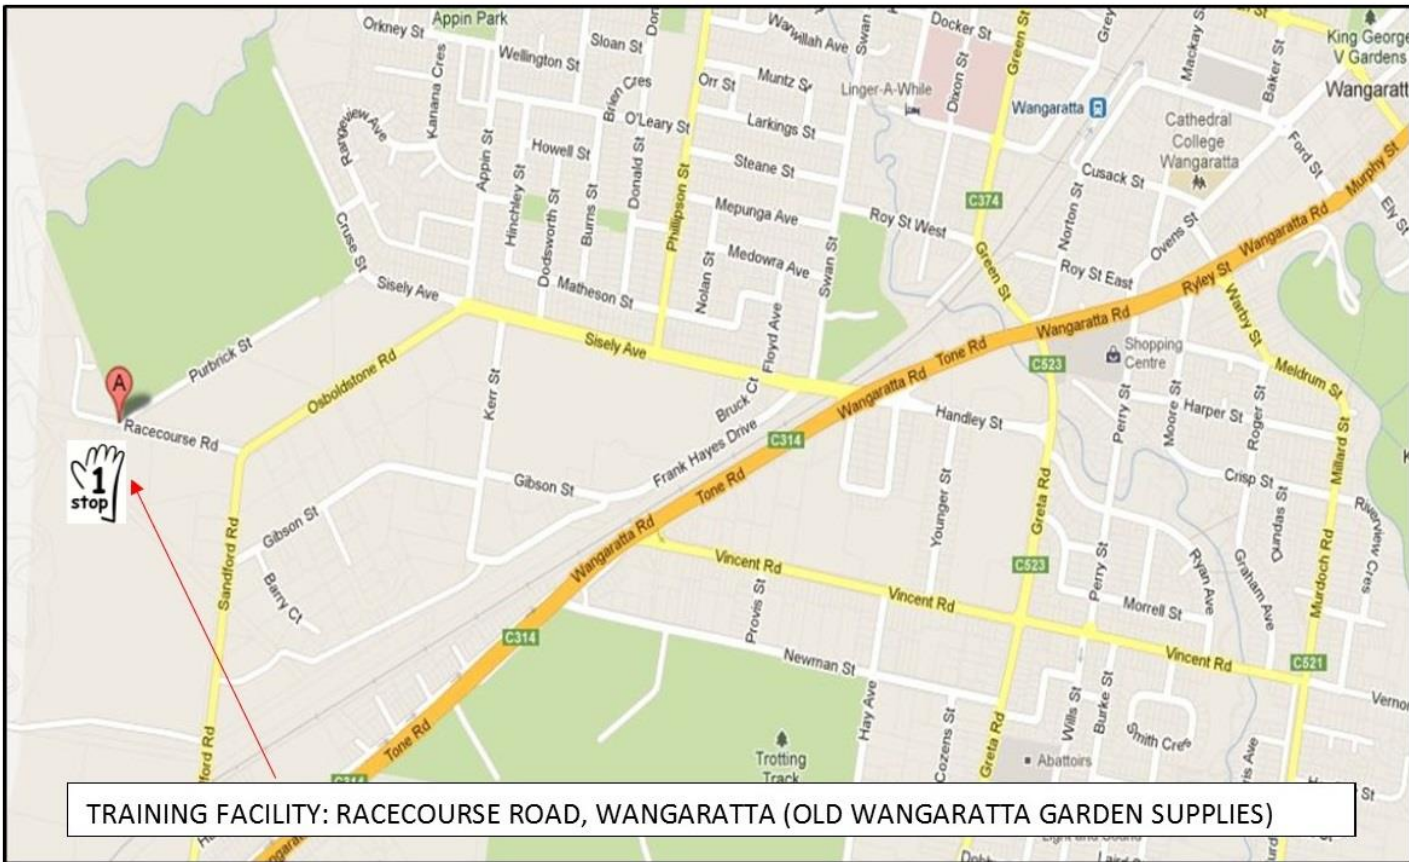 Appin Park
Orkney St
Wellington St
Sloan St
Brien Cres
Kanana Cres
Rangeview Ave
Appin St
O'Leary St
Howell St
Hinchley St
Dodsworth St
Burns St
Donald St
Phillipson St
Orr St
Muntz St
Larkings St
Steane St
Mepunga Ave
Medowra Ave
Nolan St
Matheson St
Floyd Ave
Swan St
Swan
Docker St
Dixon St
Green St
Linger-A-While
Wangaratta
Mackay St
Baker St
King George
V Gardens
Cathedral
College
Wangaratta
Cusack St
Ford St
Murphy St
Ely St
Norton St
Ovens St
C374
Roy St West
Green St
Roy St East
Ryley St
Wangaratta Rd
Warby St
Cruse St
Sisely Ave
Purbrick St
Osboldstone Rd
Kerr St
Sisely Ave
Bruck Ct
Frank Hayes Drive
Wangaratta Rd
Tone Rd
Wangaratta Rd
C523
Shopping
Centre
Meldrum St
Harper St
Perry St
Moore St
Roger St
Millard St
A
Racecourse Rd
1
stop
Gibson St
Gibson St
Barry Ct
Sandford Rd
C314
Tone Rd
Wangaratta Rd
Handley St
Younger St
Greta Rd
C523
Crisp St
Dundas St
Riverview Cres
Graham Ave
Murdoch Rd
Ryan Ave
Perry St
Morrell St
Vincent Rd
Vincent Rd
Vincent Rd
Provis St
Newman St
Hay Ave
C314
C521
Tone Rd
Trotting
Track
Cozens St
Greta Rd
Wills St
Burke St
Abattoirs
TRAINING FACILITY: RACECOURSE ROAD, WANGARATTA (OLD WANGARATTA GARDEN SUPPLIES)